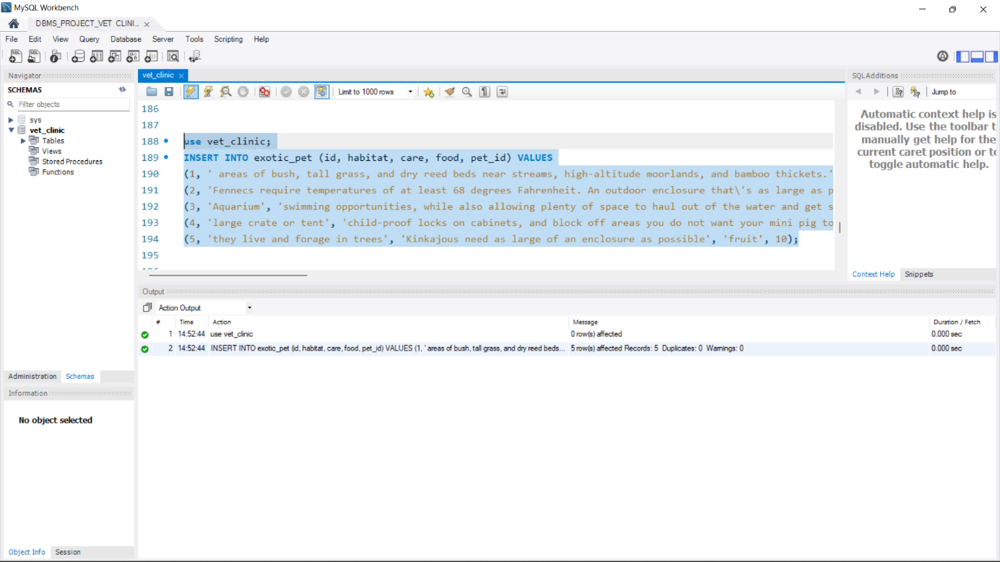 MySQL Workbench
DBMS_PROJECT_VET CLINI...
File Edit View Query Database Server Tools Scripting Help
Navigator
SCHEMAS
Filter objects
sys
vet_clinic
Tables
Views
Stored Procedures
Functions
Administration Schemas
Information
No object selected
Object Info Session
vet_clinic
Limit to 1000 rows
186
187
188 use vet_clinic;
189 INSERT INTO exotic_pet (id, habitat, care, food, pet_id) VALUES
190 (1, ' areas of bush, tall grass, and dry reed beds near streams, high-altitude moorlands, and bamboo thickets.'
191 (2, 'Fennecs require temperatures of at least 68 degrees Fahrenheit. An outdoor enclosure that\'s as large as p
192 (3, 'Aquarium', 'swimming opportunities, while also allowing plenty of space to haul out of the water and get s
193 (4, 'large crate or tent', 'child-proof locks on cabinets, and block off areas you do not want your mini pig to
194 (5, 'they live and forage in trees', 'Kinkajous need as large of an enclosure as possible', 'fruit', 10);
195
SQLAdditions
Jump to
Automatic context help is
disabled. Use the toolbar t
manually get help for the
current caret position or to
toggle automatic help.
Context Help Snippets
Output
Action Output
# Time Action Message Duration / Fetch
1 14:52:44 use vet_clinic 0 row(s) affected 0.000 sec
2 14:52:44 INSERT INTO exotic_pet (id, habitat, care, food, pet_id) VALUES (1, ' areas of bush, tall grass, and dry reed beds... 5 row(s) affected Records: 5 Duplicates: 0 Warnings: 0 0.000 sec